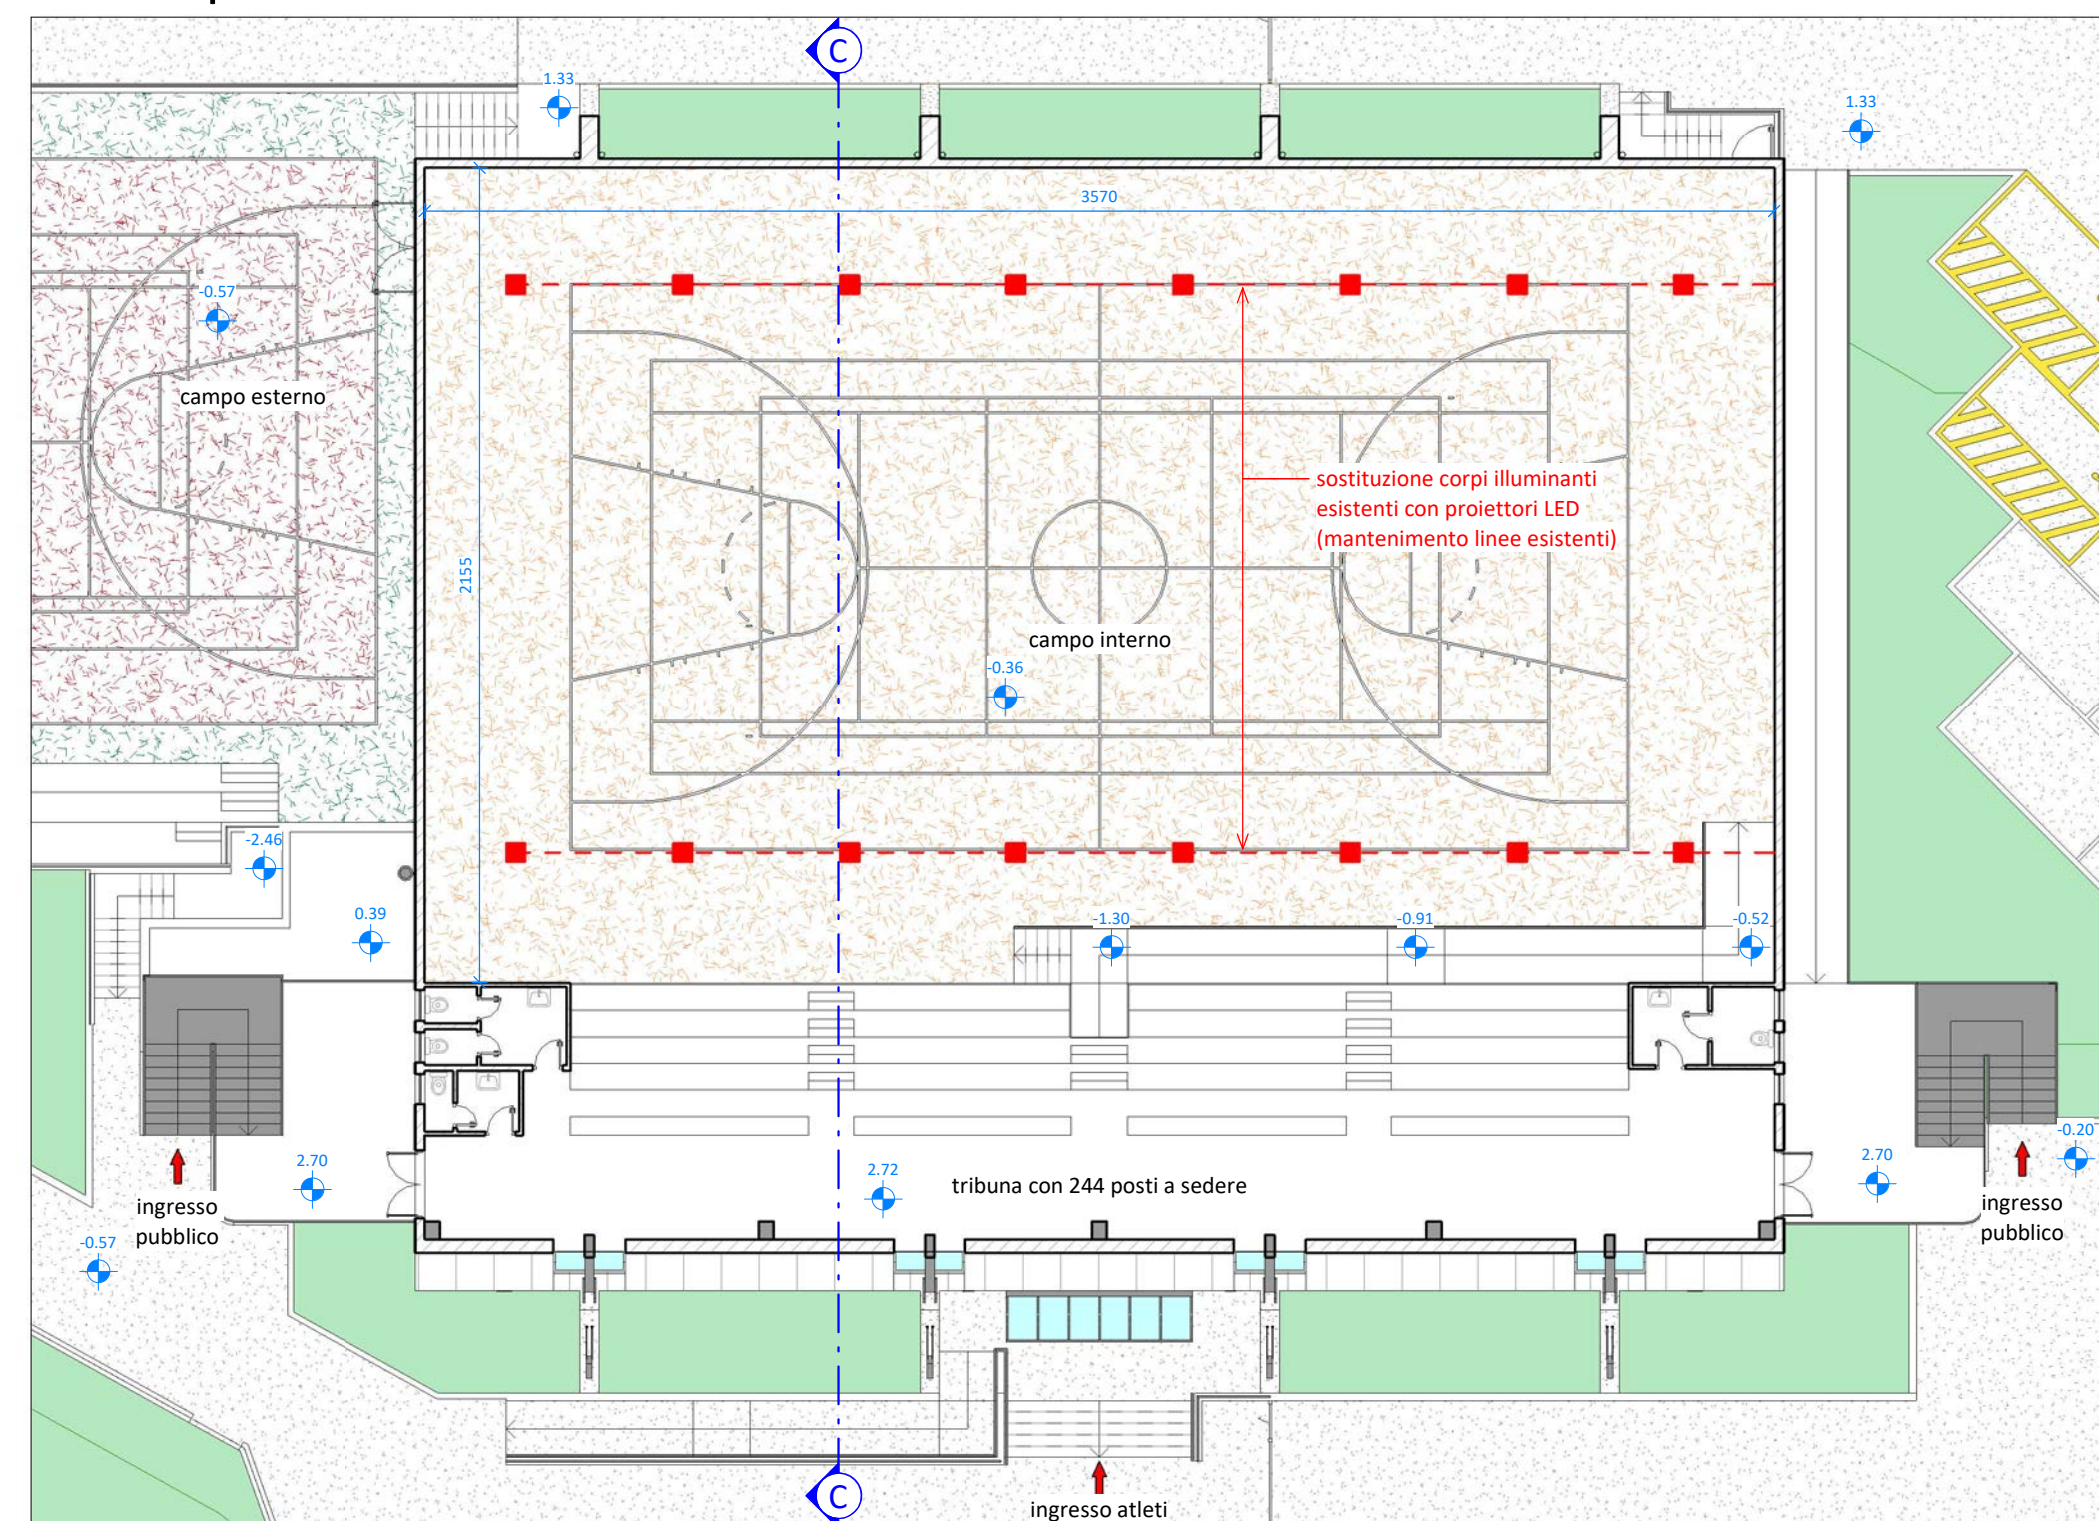 C
1.33
1.33
3570
-0.57
campo esterno
sostituzione corpi illuminanti
esistenti con proiettori LED
(mantenimento linee esistenti)
2155
campo interno
-0.36
-2.46
0.39
-1.30
-0.91
-0.52
2.70
2.72
tribuna con 244 posti a sedere
2.70
-0.20
ingresso
pubblico
ingresso
pubblico
-0.57
C
ingresso atleti